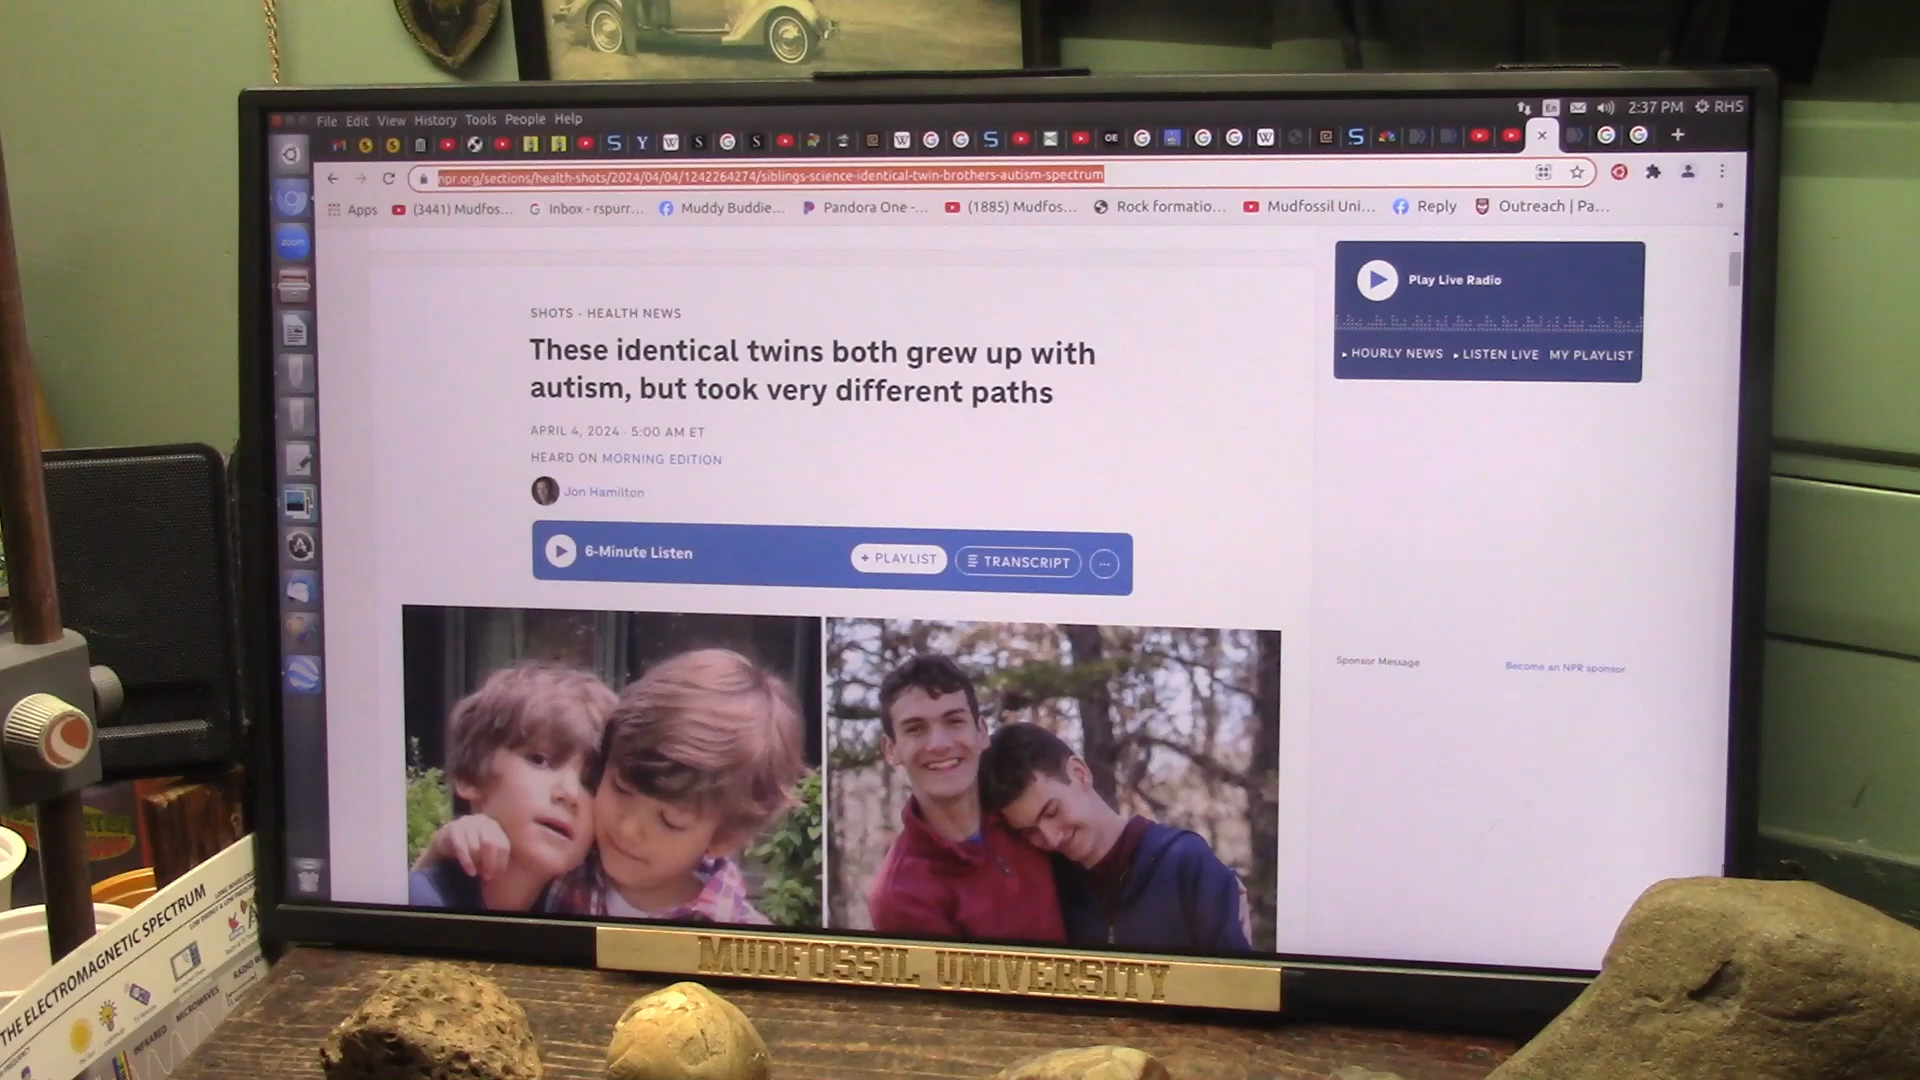 File Edit View History Tools People Help
2:37 PM RHS
npr.org/sections/health-shots/2024/04/04/1242264274/siblings-science-identical-twin-brothers-autism-spectrum
Apps (3441) Mudfos... Inbox - rspurr... Muddy Buddie... Pandora One -... (1885) Mudfos... Rock formatio... Mudfossil Uni... Reply Outreach | Pa... »
zoom
Play Live Radio
HOURLY NEWS LISTEN LIVE MY PLAYLIST
SHOTS - HEALTH NEWS
These identical twins both grew up with
autism, but took very different paths
APRIL 4, 2024 · 5:00 AM ET
HEARD ON MORNING EDITION
Jon Hamilton
6-Minute Listen + PLAYLIST TRANSCRIPT ...
Sponsor Message Become an NPR sponsor
MUDFOSSIL UNIVERSITY
THE ELECTROMAGNETIC SPECTRUM
INFRARED
MICROWAVES